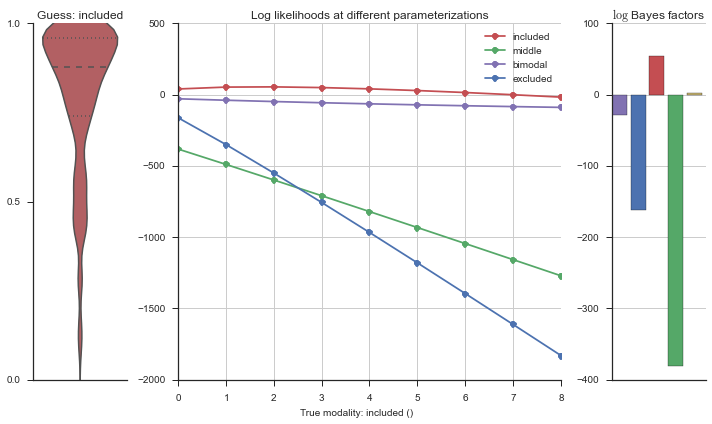 Guess: included
1.0
0.5
0.0
Log likelihoods at different parameterizations
500
0
−500
−1000
−1500
−2000
0 1 2 3 4 5 6 7 8
True modality: included ()
included
middle
bimodal
excluded
log Bayes factors
100
0
−100
−200
−300
−400